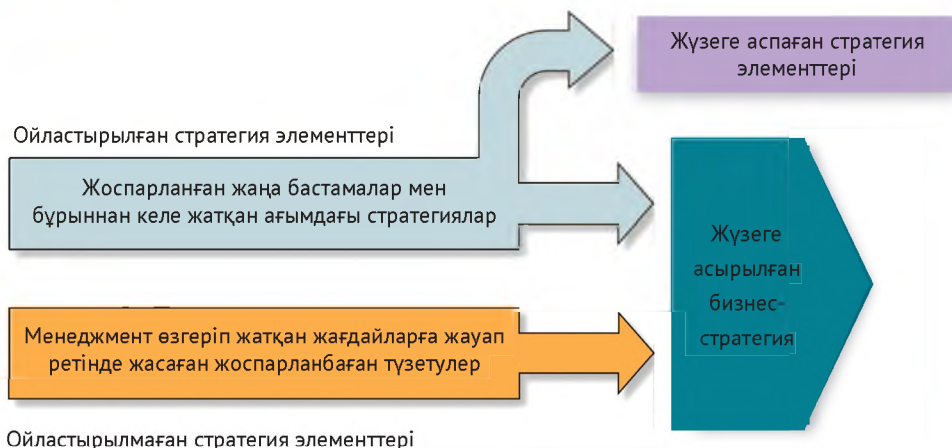 Жүзеге аспаған стратегия
элементтері
Ойластырылған стратегия элементтері
Жоспарланған жаңа бастамалар мен
бұрыннан келе жатқан ағымдағы стратегиялар
Жүзеге
асырылған
бизнес-
стратегия
Менеджмент өзгеріп жатқан жағдайларға жауап
ретінде жасаған жоспарланбаған түзетулер
Ойластырылмаған стратегия элементтері